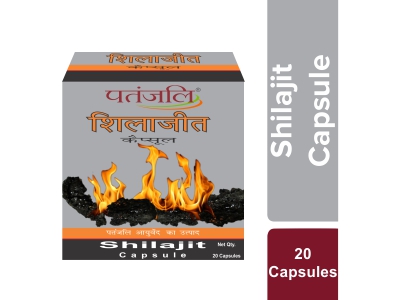 शिलाजीत
पतंजलि®
शिलाजीत
कैप्सूल
पतंजलि आयुर्वेद का उत्पाद
Shilajit
Capsule
Net Qty.
20 Capsules
Shilajit
Capsule
20
Capsules